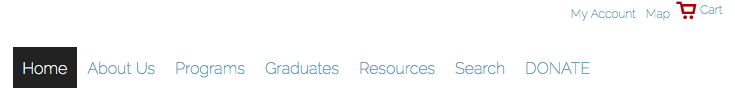 My Account Map Cart
Home About Us Programs Graduates Resources Search DONATE